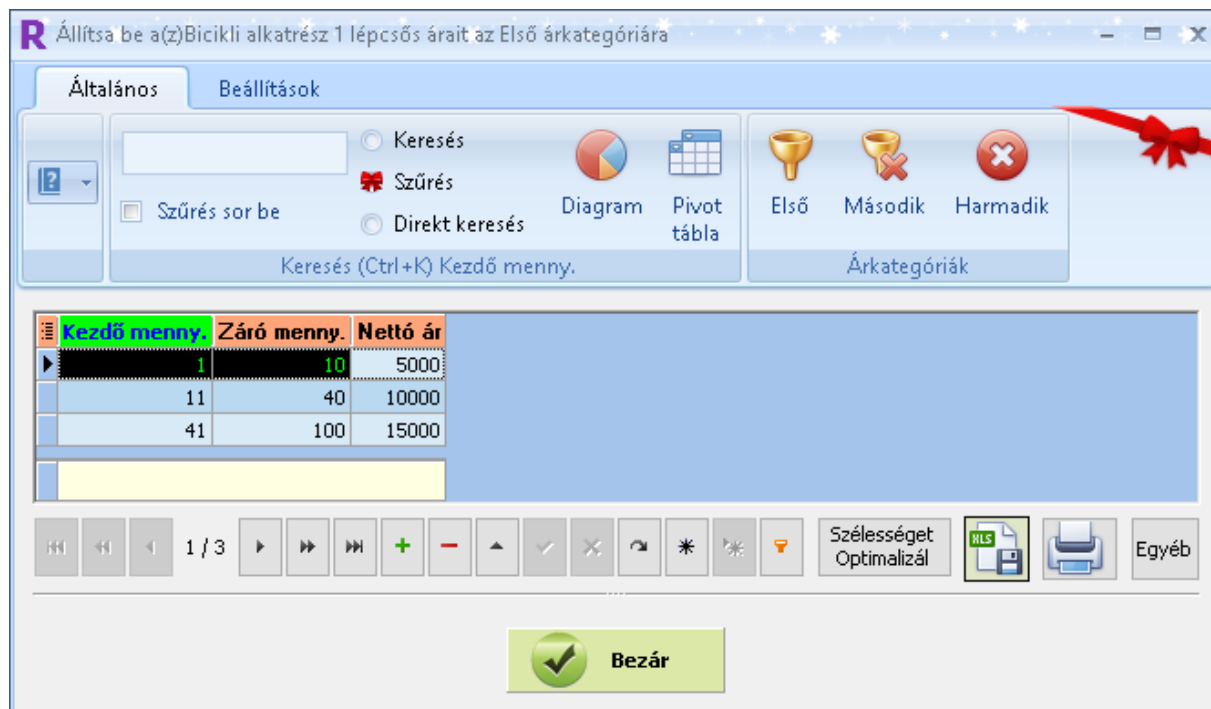 R Állítsa be a(z)Bicikli alkatrész 1 lépcsős árait az Első árkategóriára
Általános Beállítások
Keresés
Szűrés
Szűrés sor be
Direkt keresés
Diagram
Pivot
tábla
Első Második Harmadik
Keresés (Ctrl+K) Kezdő menny. Árkategóriák
Kezdő menny. Záró menny. Nettó ár
1 10 5000
11 40 10000
41 100 15000
1 / 3
Szélességet
Optimalizál
XLS
Egyéb
Bezár